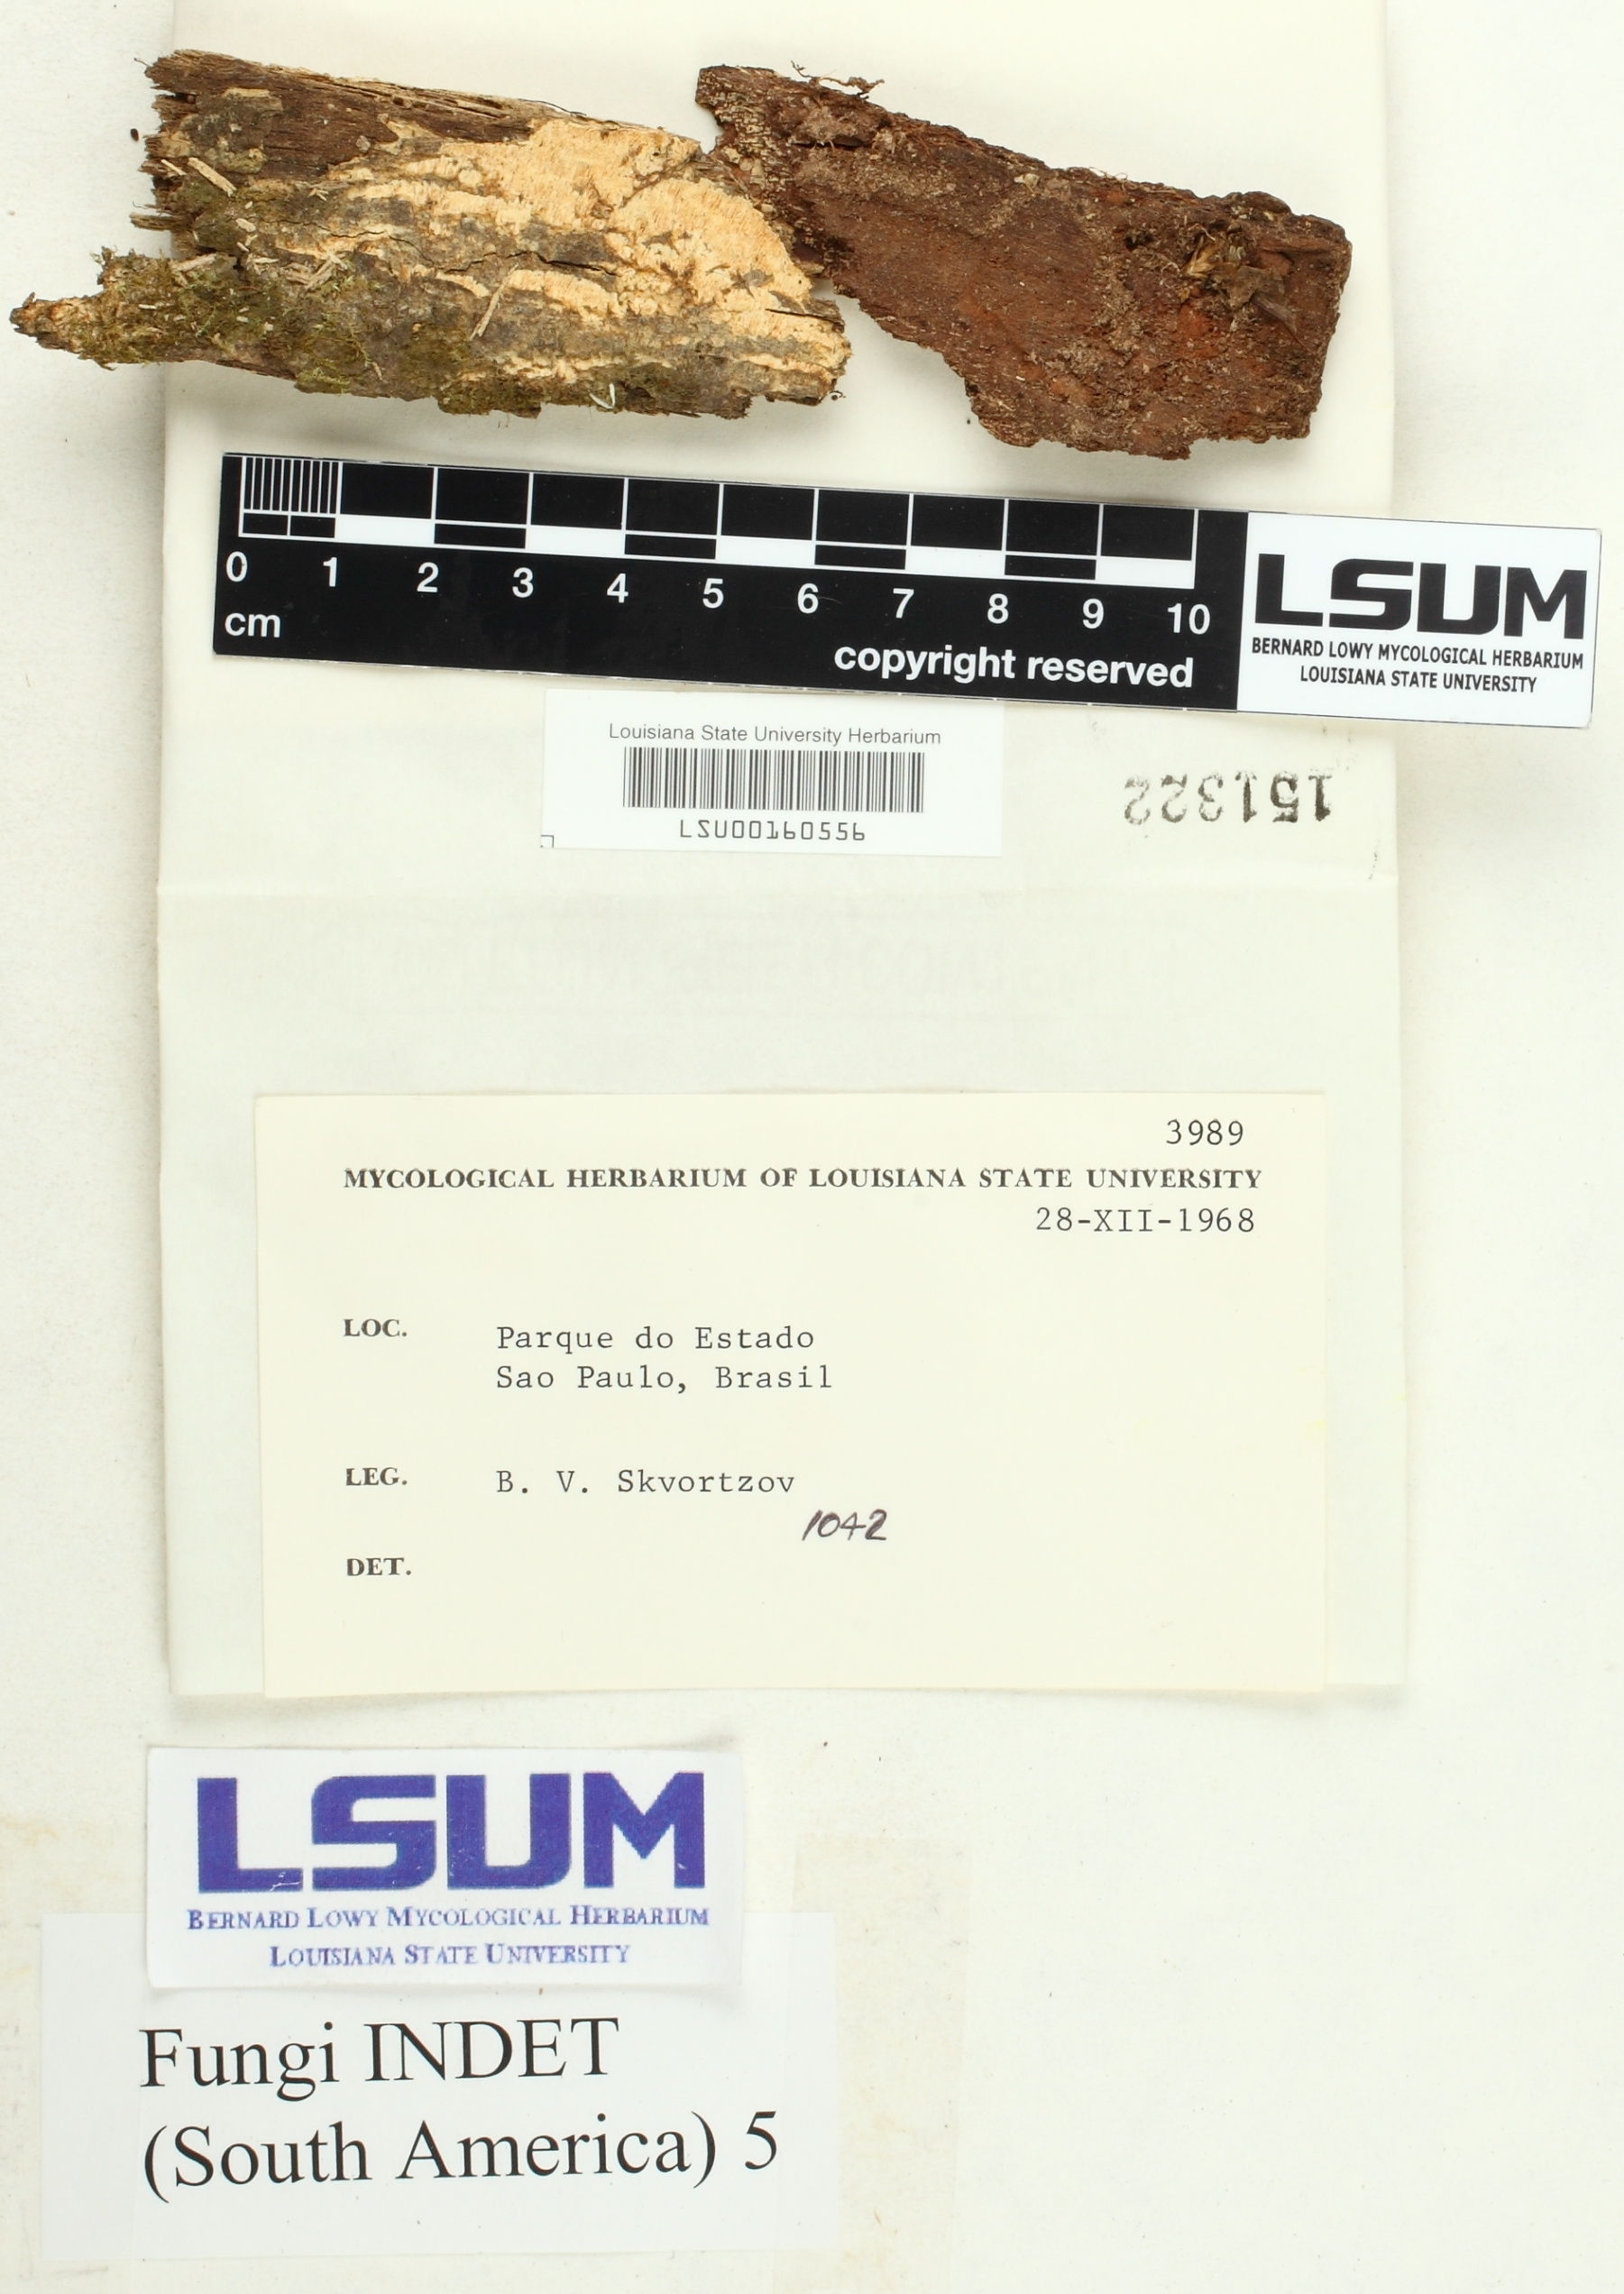 0 1 2 3 4 5 6 7 8 9 10
cm
copyright reserved
LSUM
BERNARD LOWY MYCOLOGICAL HERBARIUM
LOUISIANA STATE UNIVERSITY
Louisiana State University Herbarium
LSU00160556
151322
3989
MYCOLOGICAL HERBARIUM OF LOUISIANA STATE UNIVERSITY
28-XII-1968
LOC. Parque do Estado
Sao Paulo, Brasil
LEG. B. V. Skvortzov
1042
DET.
LSUM
BERNARD LOWY MYCOLOGICAL HERBARIUM
LOUISIANA STATE UNIVERSITY
Fungi INDET
(South America) 5